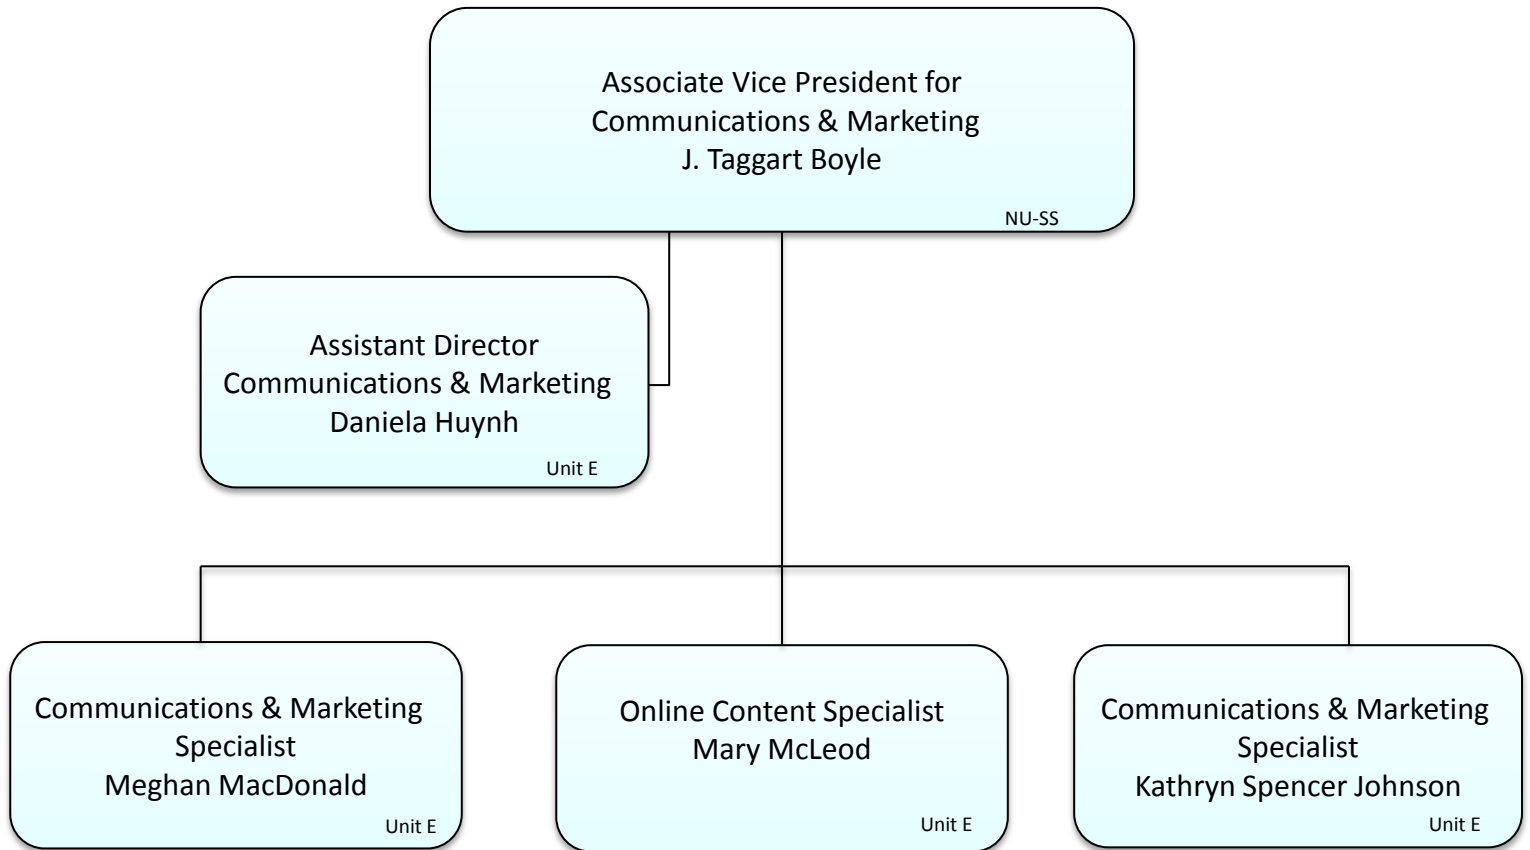 Associate Vice President for
Communications & Marketing
J. Taggart Boyle
NU-SS
Assistant Director
Communications & Marketing
Daniela Huynh
Unit E
Communications & Marketing
Specialist
Meghan MacDonald
Unit E
Online Content Specialist
Mary McLeod
Unit E
Communications & Marketing
Specialist
Kathryn Spencer Johnson
Unit E